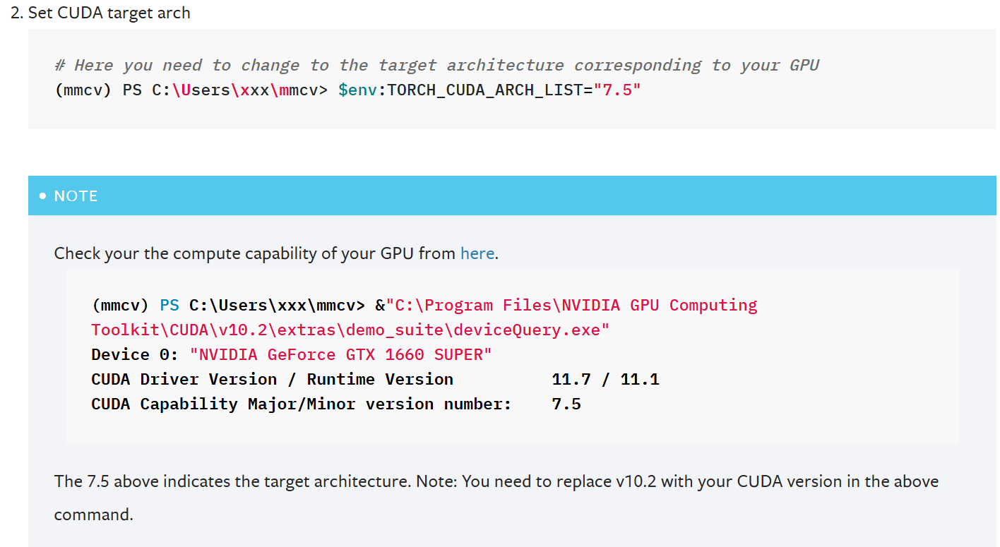 2. Set CUDA target arch
# Here you need to change to the target architecture corresponding to your GPU
(mmcv) PS C:\Users\xxx\mmcv> $env:TORCH_CUDA_ARCH_LIST="7.5"
• NOTE
Check your the compute capability of your GPU from here.
(mmcv) PS C:\Users\xxx\mmcv> &"C:\Program Files\NVIDIA GPU Computing
Toolkit\CUDA\v10.2\extras\demo_suite\deviceQuery.exe"
Device 0: "NVIDIA GeForce GTX 1660 SUPER"
CUDA Driver Version / Runtime Version          11.7 / 11.1
CUDA Capability Major/Minor version number:    7.5
The 7.5 above indicates the target architecture. Note: You need to replace v10.2 with your CUDA version in the above
command.